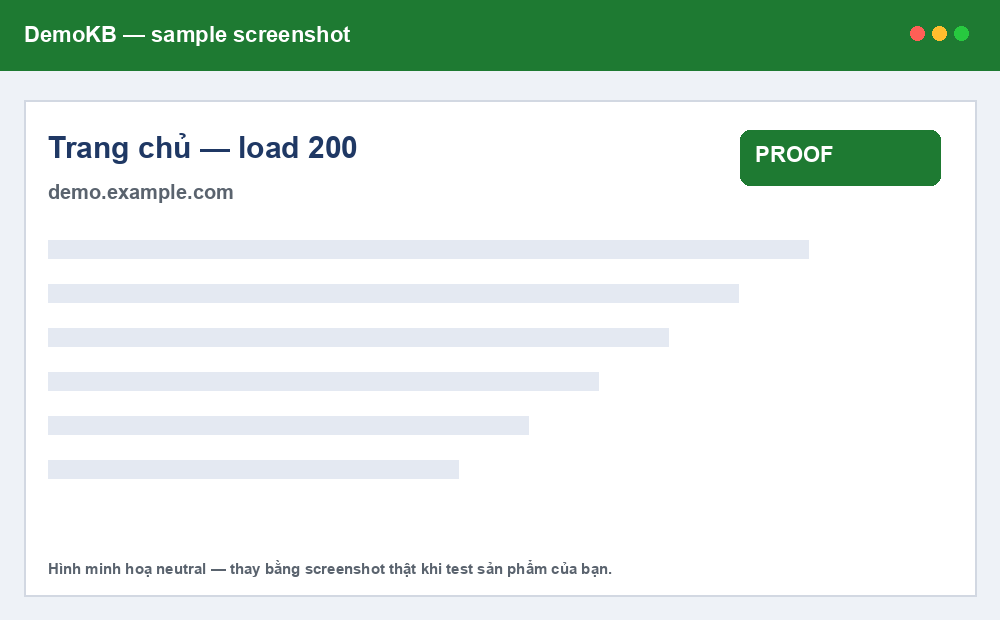 DemoKB — sample screenshot
Trang chủ — load 200
PROOF
demo.example.com
Hình minh hoạ neutral — thay bằng screenshot thật khi test sản phẩm của bạn.